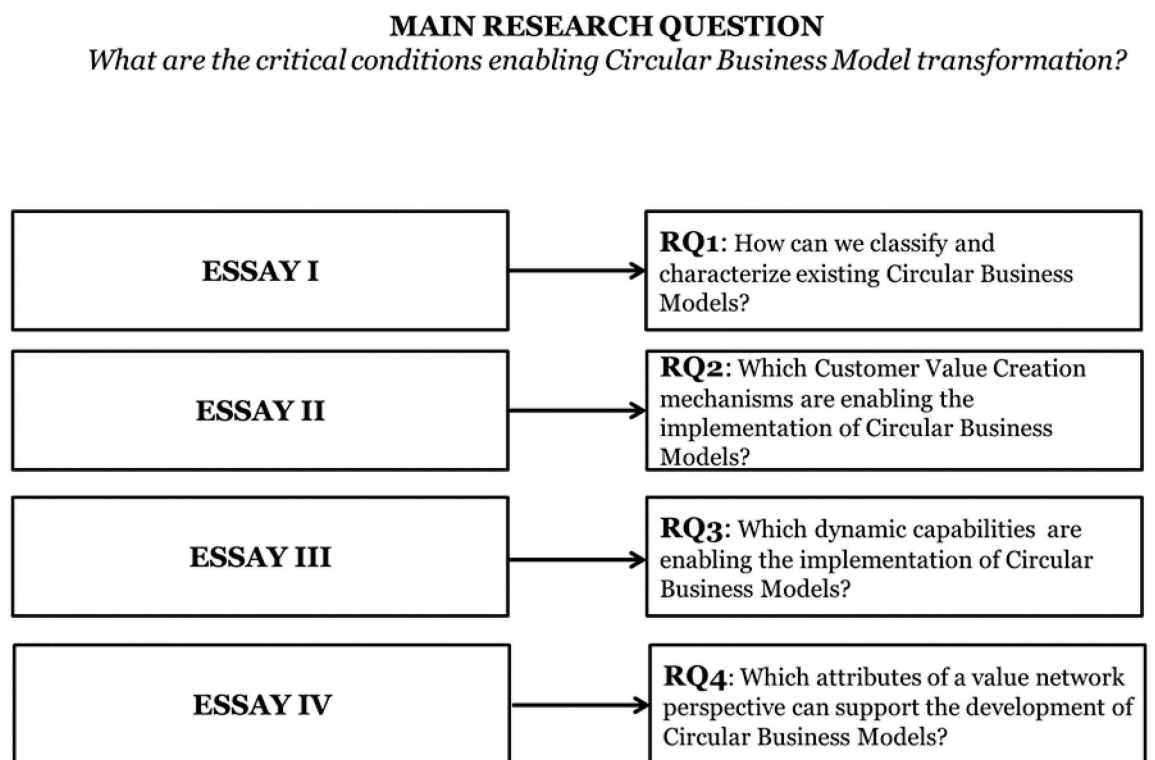 MAIN RESEARCH QUESTION
What are the critical conditions enabling Circular Business Model transformation?
ESSAY I
RQ1: How can we classify and
characterize existing Circular Business
Models?
ESSAY II
RQ2: Which Customer Value Creation
mechanisms are enabling the
implementation of Circular Business
Models?
ESSAY III
RQ3: Which dynamic capabilities are
enabling the implementation of Circular
Business Models?
ESSAY IV
RQ4: Which attributes of a value network
perspective can support the development of
Circular Business Models?